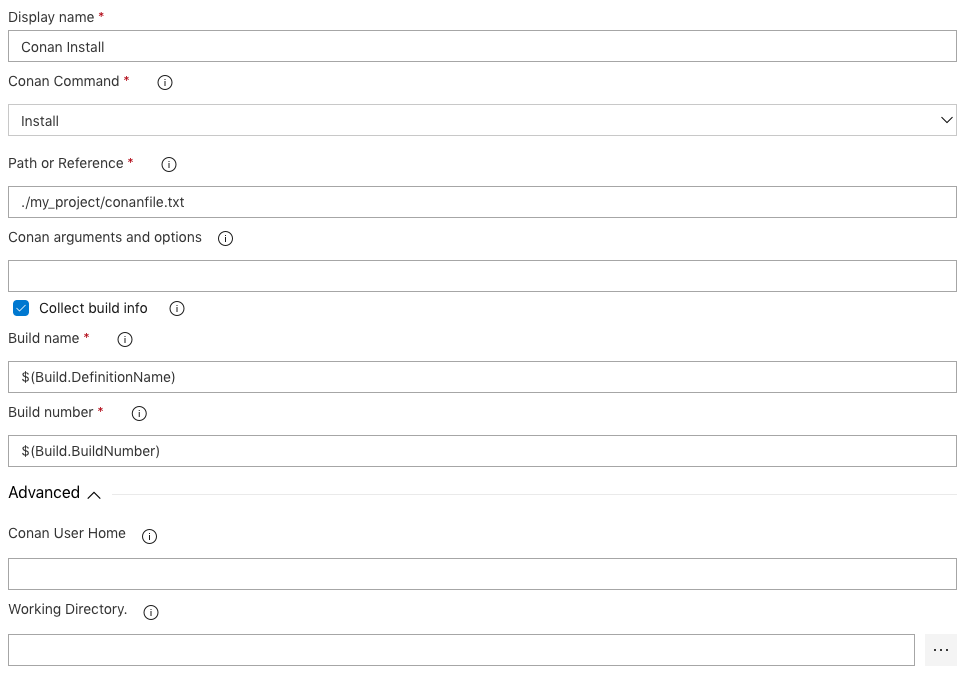 Display name *
Conan Install
Conan Command *
Install
Path or Reference *
./my_project/conanfile.txt
Conan arguments and options
Collect build info
Build name *
$(Build.DefinitionName)
Build number *
$(Build.BuildNumber)
Advanced
Conan User Home
Working Directory.
...